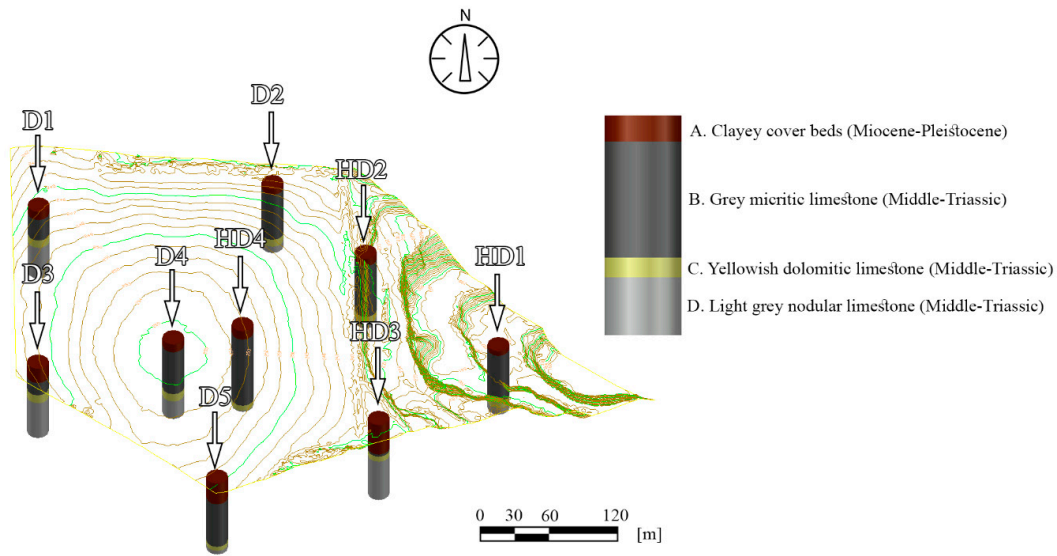 N
D1
D2
HD2
D3
D4
HD4
HD1
HD3
D5
A. Clayey cover beds (Miocene-Pleistocene)
B. Grey micritic limestone (Middle-Triassic)
C. Yellowish dolomitic limestone (Middle-Triassic)
D. Light grey nodular limestone (Middle-Triassic)
0 30 60 120
[m]